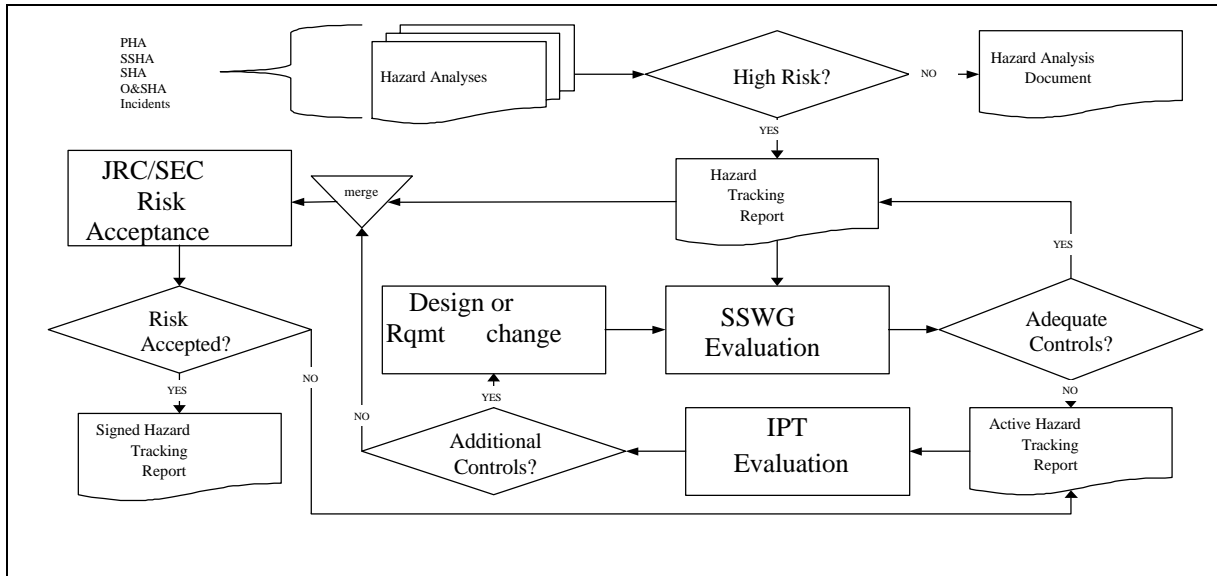 PHA
SSHA
SHA
O&SHA
Incidents
Hazard Analyses
High Risk?
NO
Hazard Analysis
Document
YES
JRC/SEC
Risk
Acceptance
merge
Hazard
Tracking
Report
YES
Design or
Rqmt change
SSWG
Evaluation
Adequate
Controls?
Risk
Accepted?
NO
YES
NO
YES
NO
Signed Hazard
Tracking
Report
Additional
Controls?
IPT
Evaluation
Active Hazard
Tracking
Report
NO